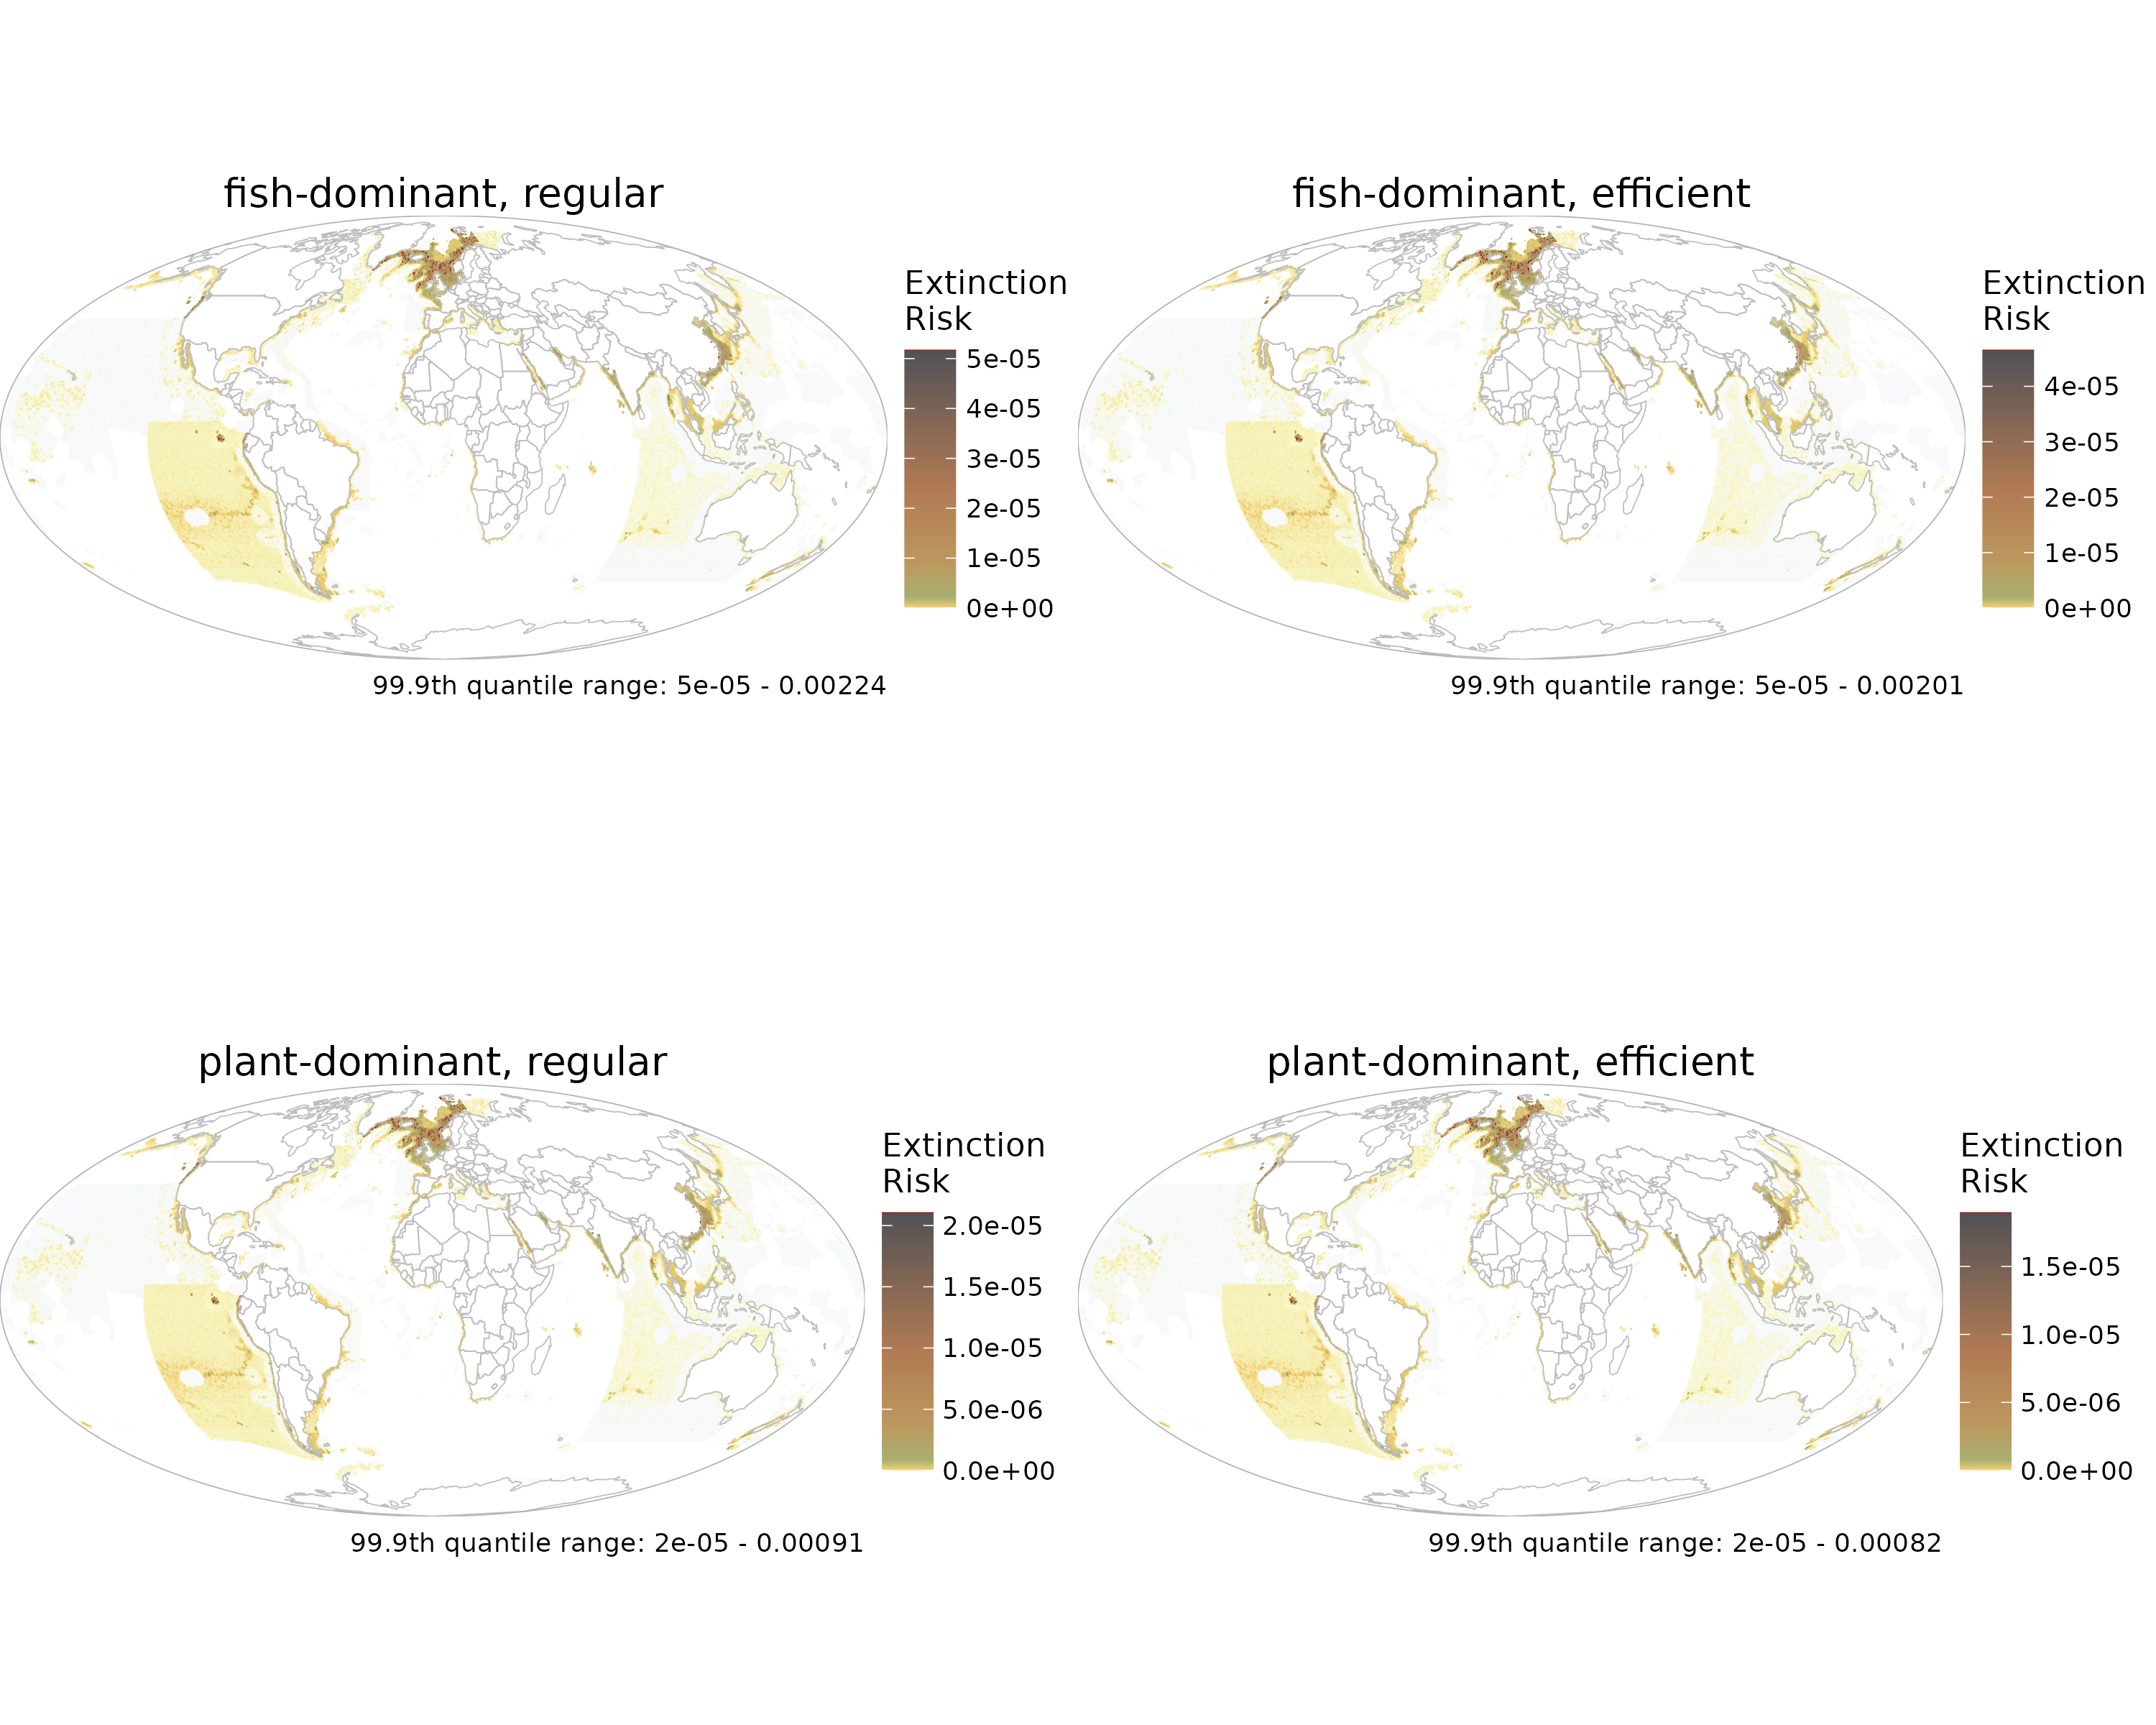 fish-dominant, regular
Extinction
Risk
5e-05
4e-05
3e-05
2e-05
1e-05
0e+00
99.9th quantile range: 5e-05 - 0.00224
fish-dominant, efficient
Extinction
Risk
4e-05
3e-05
2e-05
1e-05
0e+00
99.9th quantile range: 5e-05 - 0.00201
plant-dominant, regular
Extinction
Risk
2.0e-05
1.5e-05
1.0e-05
5.0e-06
0.0e+00
99.9th quantile range: 2e-05 - 0.00091
plant-dominant, efficient
Extinction
Risk
1.5e-05
1.0e-05
5.0e-06
0.0e+00
99.9th quantile range: 2e-05 - 0.00082